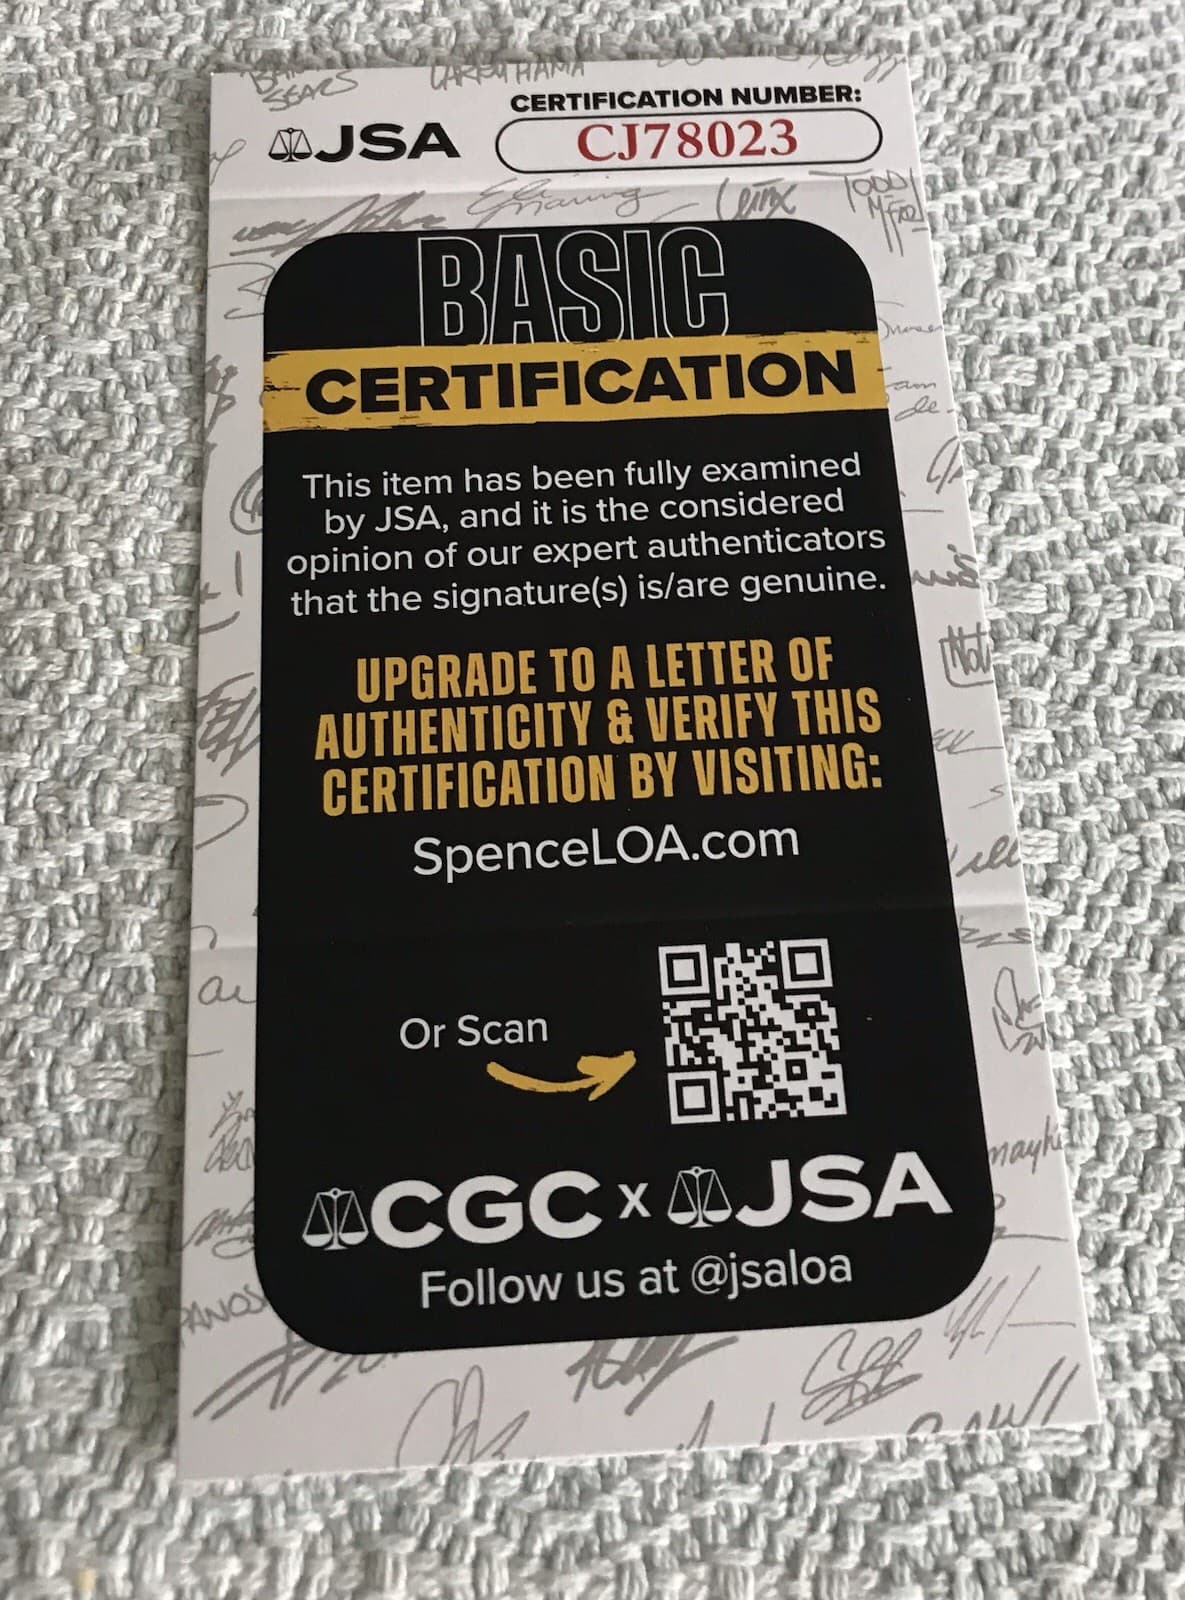 LARRY HAMA
CERTIFICATION NUMBER:
JSA
CJ78023
BASIC
CERTIFICATION
This item has been fully examined
by JSA, and it is the considered
opinion of our expert authenticators
that the signature(s) is/are genuine.
UPGRADE TO A LETTER OF
AUTHENTICITY & VERIFY THIS
CERTIFICATION BY VISITING:
SpenceLOA.com
Or Scan
CGC x JSA
Follow us at @jsaloa